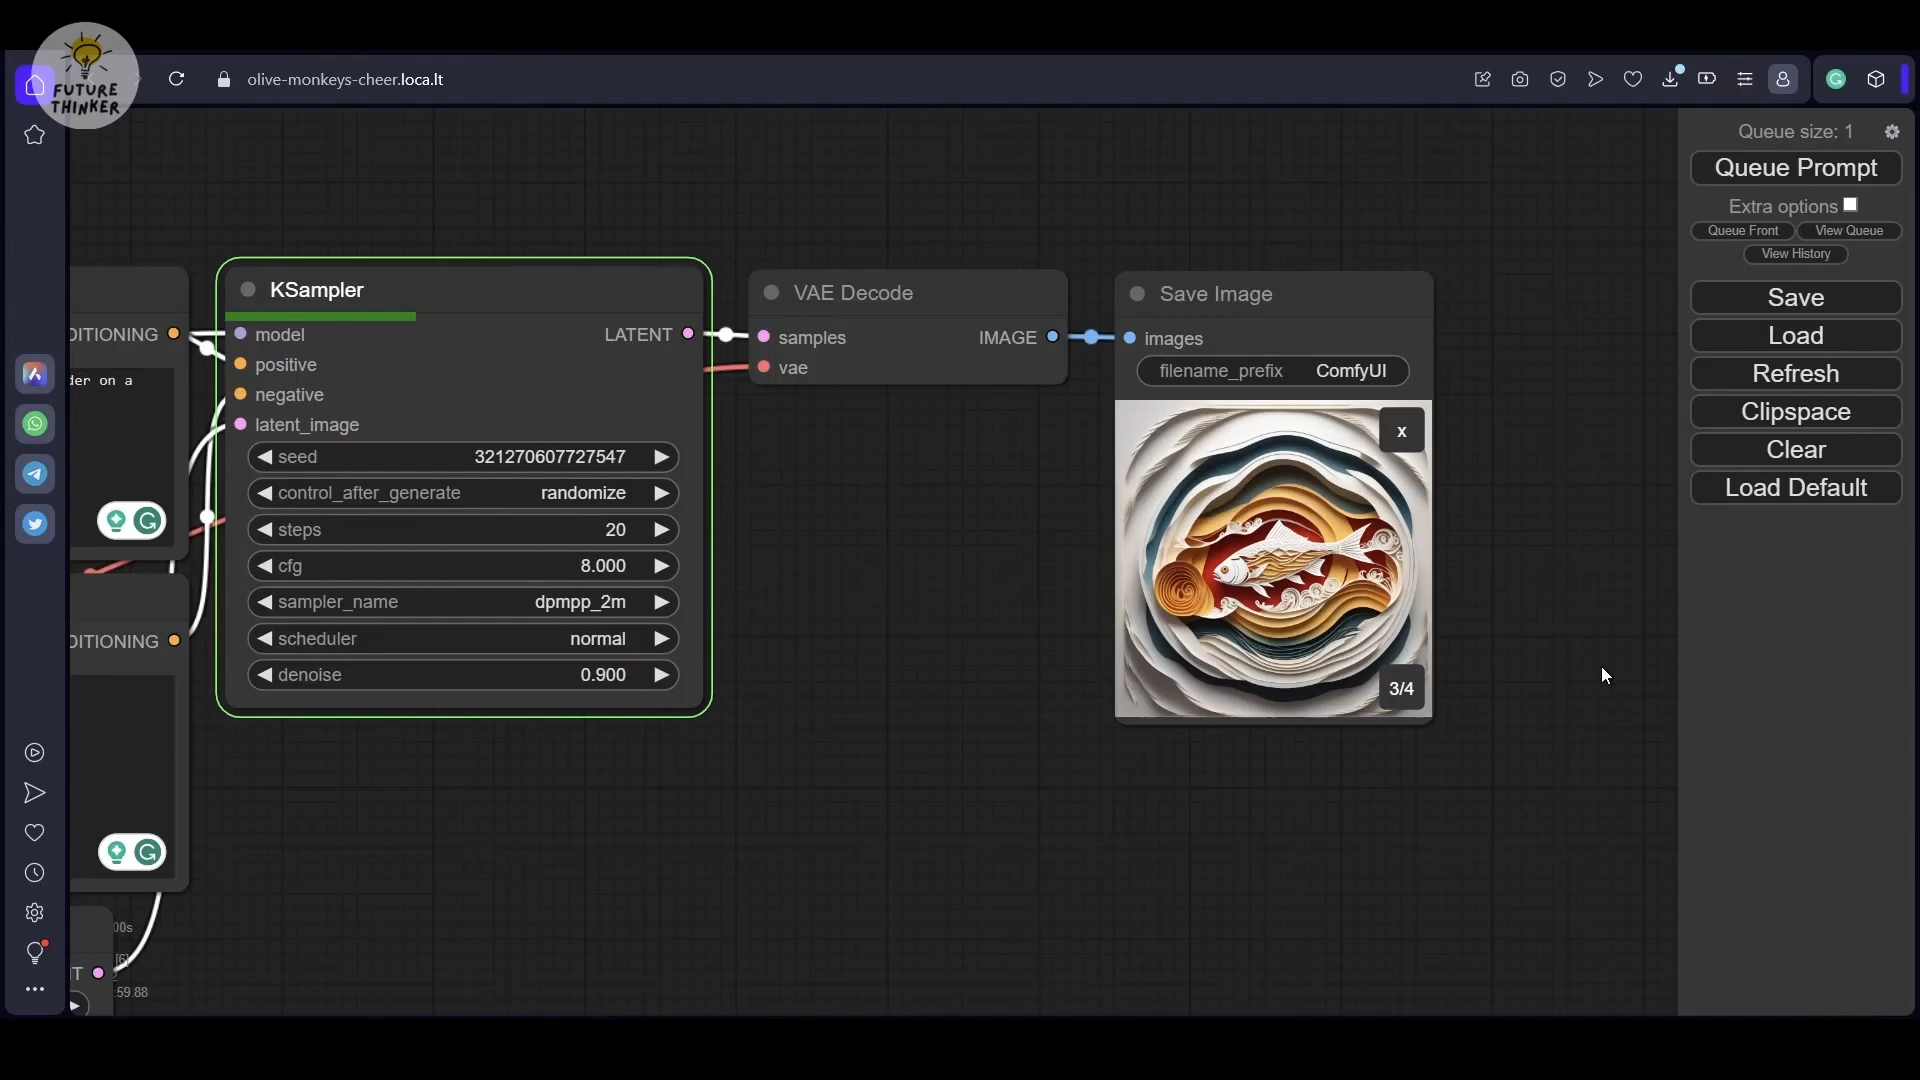 FUTURE
THINKER
olive-monkeys-cheer.loca.lt
Queue size: 1
Queue Prompt
Extra options
Queue Front
View Queue
View History
Save
Load
Refresh
Clipspace
Clear
Load Default
DITIONING
der on a
DITIONING
00s
[6]
59.88
T
KSampler
model
LATENT
positive
negative
latent_image
seed 321270607727547
control_after_generate randomize
steps 20
cfg 8.000
sampler_name dpmpp_2m
scheduler normal
denoise 0.900
VAE Decode
samples
IMAGE
vae
Save Image
images
filename_prefix ComfyUI
x
3/4